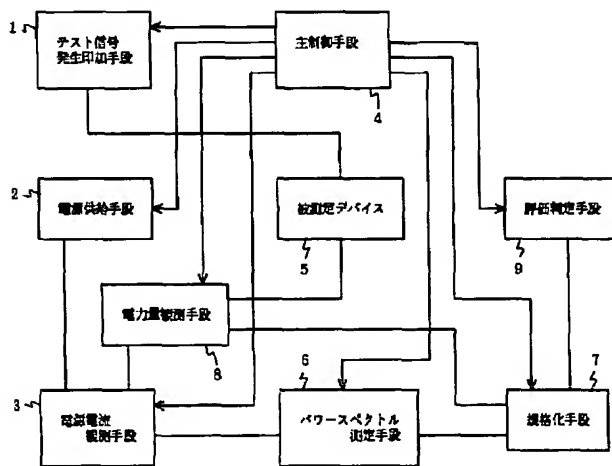 1
テスト信号
発生印加手段
主制御手段
4
2
電源供給手段
被測定デバイス
5
評価判定手段
9
電力量観測手段
8
3
電源電流
観測手段
6
パワースペクトル
測定手段
7
規格化手段